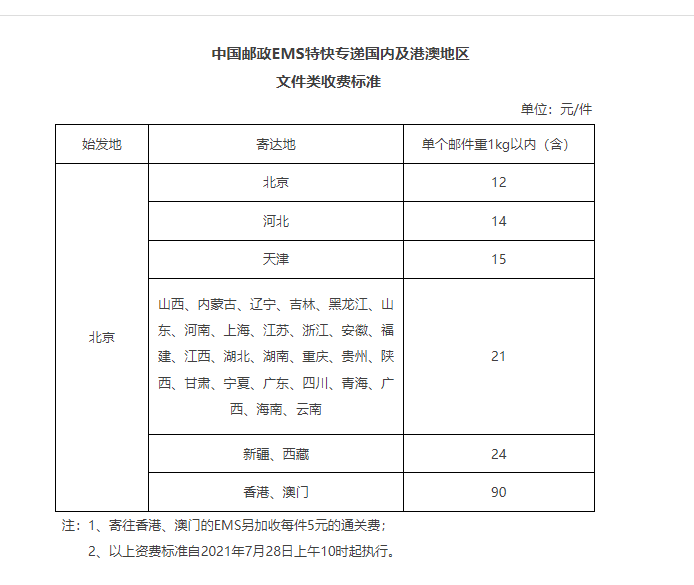 中国邮政EMS特快专递国内及港澳地区
文件类收费标准
单位：元/件
始发地 寄达地 单个邮件重1kg以内（含）
北京 12
河北 14
天津 15
北京
山西、内蒙古、辽宁、吉林、黑龙江、山
东、河南、上海、江苏、浙江、安徽、福
建、江西、湖北、湖南、重庆、贵州、陕
西、甘肃、宁夏、广东、四川、青海、广
西、海南、云南
21
新疆、西藏 24
香港、澳门 90
注：1、寄往香港、澳门的EMS另加收每件5元的通关费；
2、以上资费标准自2021年7月28日上午10时起执行。